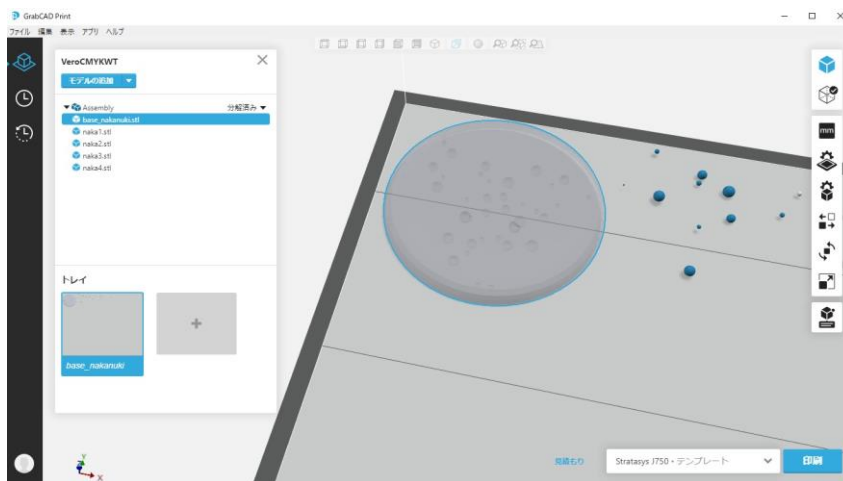 GrabCAD Print
ファイル 編集 表示 アプリ ヘルプ
VeroCMYKWT
モデルの追加
Assembly
分解済み
base_nakanuki.stl
naka1.stl
naka2.stl
naka3.stl
naka4.stl
トレイ
base_nakanuki
mm
Y
X
見積もり
Stratasys J750・テンプレート
印刷